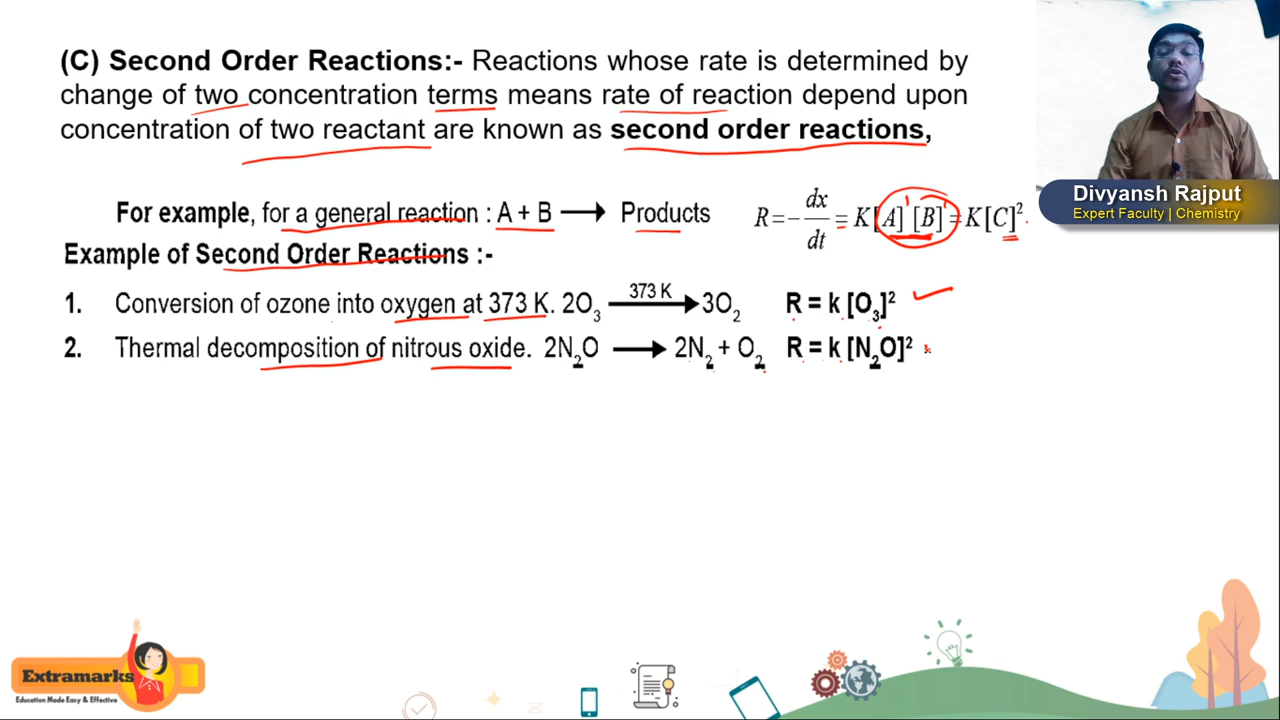 (C) Second Order Reactions:- Reactions whose rate is determined by
change of two concentration terms means rate of reaction depend upon
concentration of two reactant are known as second order reactions,
Divyansh Rajput
Expert Faculty | Chemistry
For example, for a general reaction : A + B ⟶ Products R = − dx/dt = K[A]¹[B]¹ = K[C]².
Example of Second Order Reactions :-
1. Conversion of ozone into oxygen at 373 K. 2O₃ ⟶ 373 K 3O₂ R = k [O₃]²
2. Thermal decomposition of nitrous oxide. 2N₂O ⟶ 2N₂ + O₂ R = k [N₂O]²
Extramarks
Education Made Easy & Effective